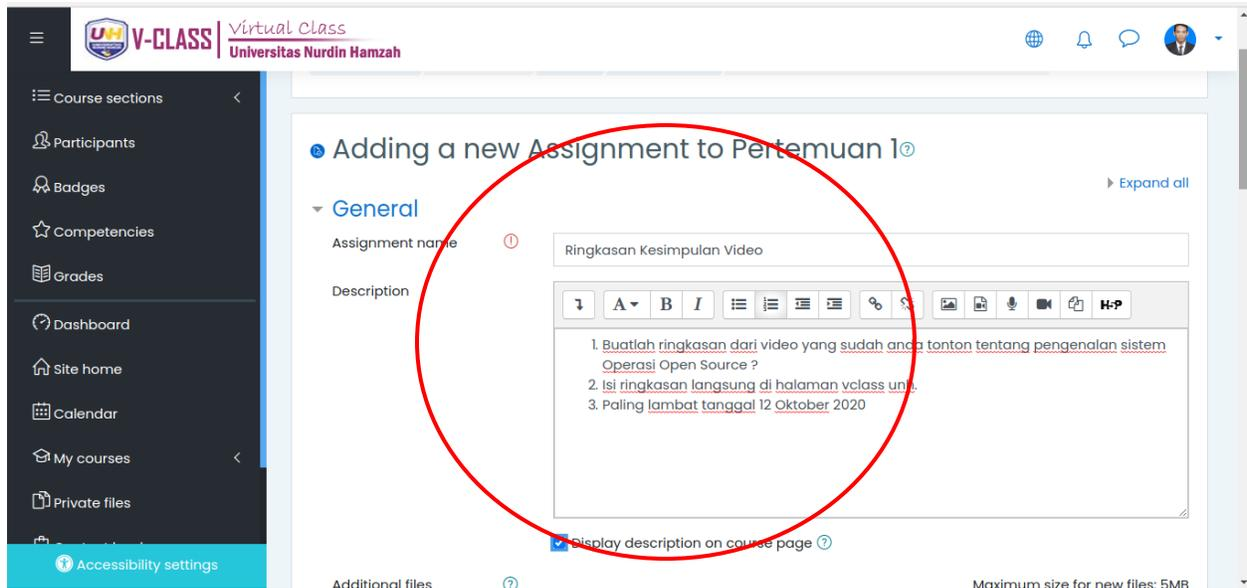 V-CLASS
Virtual Class
Universitas Nurdin Hamzah
Course sections
Participants
Badges
Competencies
Grades
Dashboard
Site home
Calendar
My courses
Private files
Accessibility settings
Adding a new Assignment to Pertemuan 1
Expand all
General
Assignment name
Ringkasan Kesimpulan Video
Description
A B I H-P
1. Buatlah ringkasan dari video yang sudah anda tonton tentang pengenalan sistem
Operasi Open Source ?
2. Isi ringkasan langsung di halaman vclass unh.
3. Paling lambat tanggal 12 Oktober 2020
Display description on course page
Additional files
Maximum size for new files: 5MB